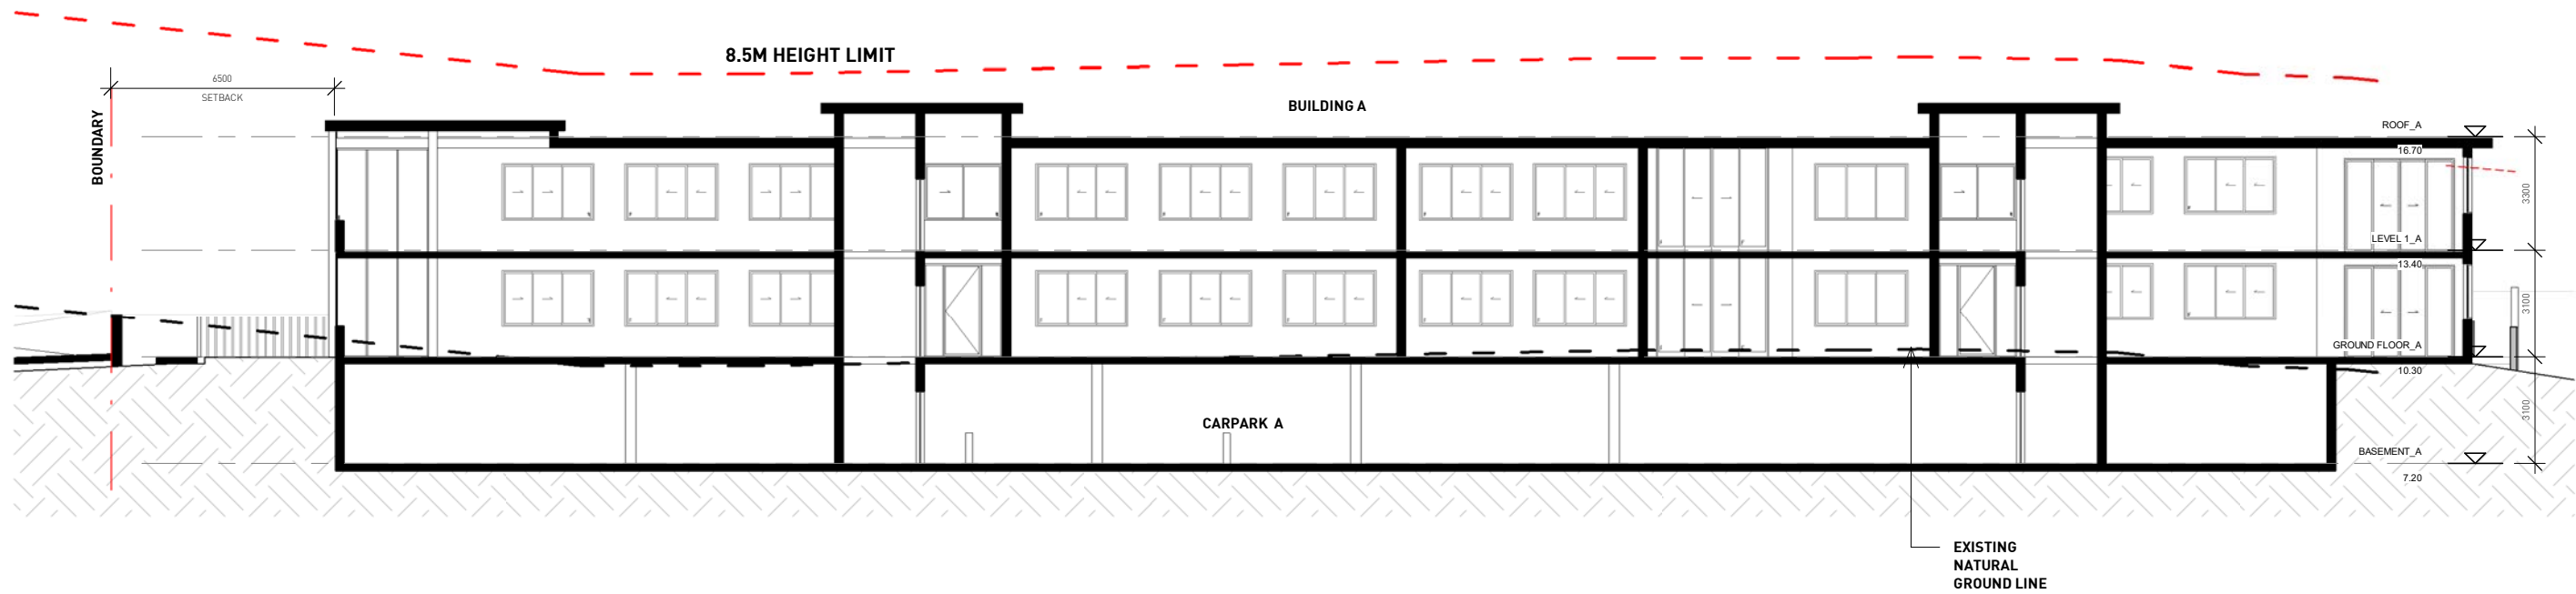 8.5M HEIGHT LIMIT
6500
SETBACK
BOUNDARY
BUILDING A
ROOF_A
16.70
3300
LEVEL 1_A
13.40
3100
GROUND FLOOR_A
10.30
CARPARK A
3100
BASEMENT_A
7.20
EXISTING
NATURAL
GROUND LINE